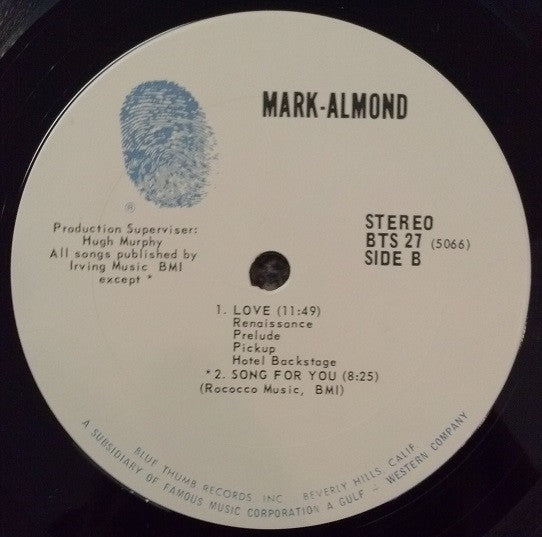 MARK-ALMOND
®
Production Superviser:
Hugh Murphy
All songs published by
Irving Music BMI
except *
STEREO
BTS 27 (5066)
SIDE B
1. LOVE (11:49)
Renaissance
Prelude
Pickup
Hotel Backstage
*2. SONG FOR YOU (8:25)
(Rococco Music, BMI)
BLUE THUMB RECORDS INC. BEVERLY HILLS, CALIF.
A SUBSIDIARY OF FAMOUS MUSIC CORPORATION A GULF + WESTERN COMPANY